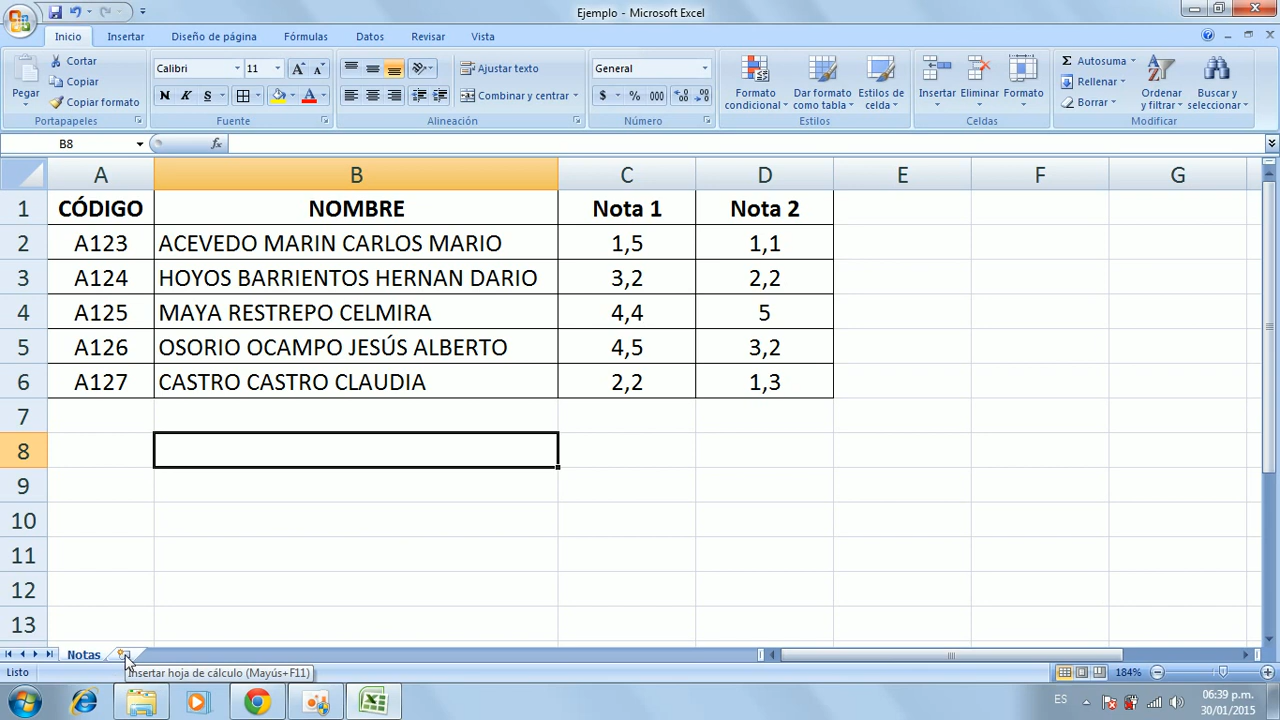 Ejemplo - Microsoft Excel
Inicio Insertar Diseño de página Fórmulas Datos Revisar Vista
Pegar
Cortar
Copiar
Copiar formato
Portapapeles
Calibri 11
N K S
Fuente
Ajustar texto
Combinar y centrar
Alineación
General
$ % 000
Número
Formato condicional
Dar formato como tabla
Estilos de celda
Estilos
Insertar Eliminar Formato
Celdas
Autosuma
Rellenar
Borrar
Ordenar y filtrar
Buscar y seleccionar
Modificar
B8 fx
A B C D E F G
1 CÓDIGO NOMBRE Nota 1 Nota 2
2 A123 ACEVEDO MARIN CARLOS MARIO 1,5 1,1
3 A124 HOYOS BARRIENTOS HERNAN DARIO 3,2 2,2
4 A125 MAYA RESTREPO CELMIRA 4,4 5
5 A126 OSORIO OCAMPO JESÚS ALBERTO 4,5 3,2
6 A127 CASTRO CASTRO CLAUDIA 2,2 1,3
7
8
9
10
11
12
13
Notas
Insertar hoja de cálculo (Mayús+F11)
Listo 184%
ES 06:39 p.m.
30/01/2015